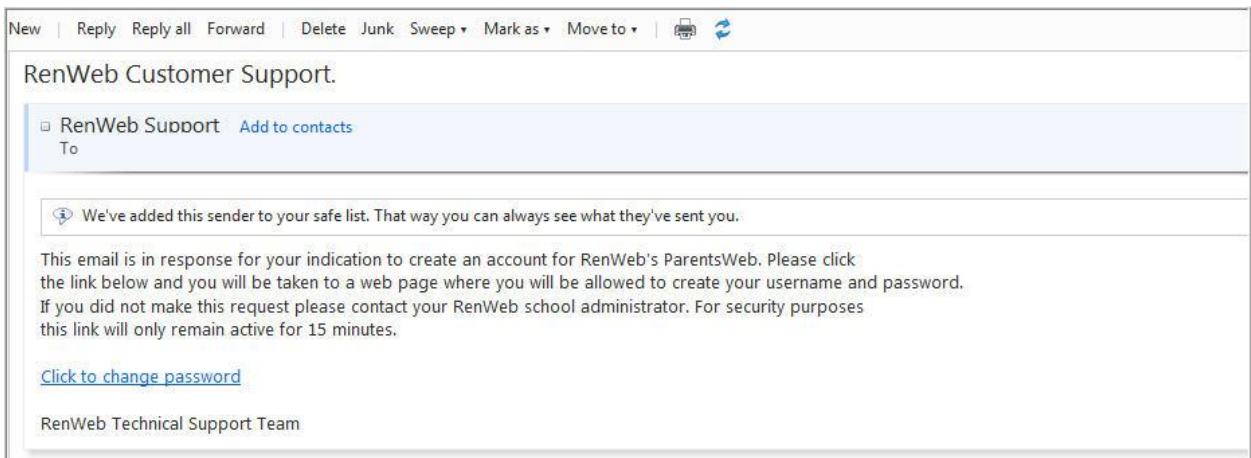 New | Reply Reply all Forward | Delete Junk Sweep Mark as Move to |
RenWeb Customer Support.
RenWeb Support Add to contacts
To
We've added this sender to your safe list. That way you can always see what they've sent you.
This email is in response for your indication to create an account for RenWeb's ParentsWeb. Please click
the link below and you will be taken to a web page where you will be allowed to create your username and password.
If you did not make this request please contact your RenWeb school administrator. For security purposes
this link will only remain active for 15 minutes.
Click to change password
RenWeb Technical Support Team